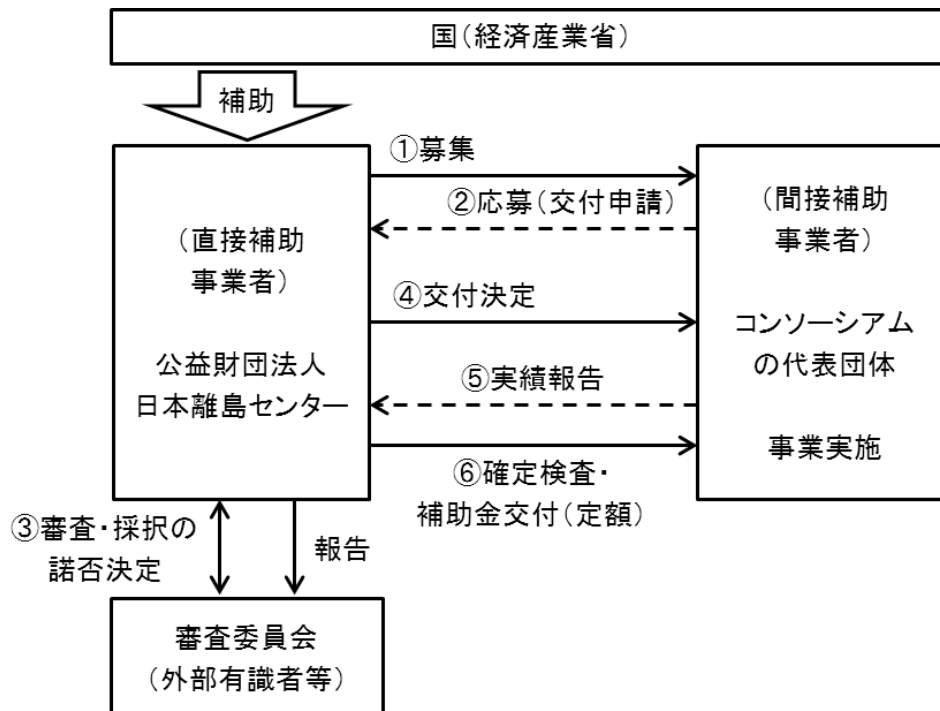 国（経済産業省）
補助
（直接補助
事業者）
公益財団法人
日本離島センター
①募集
②応募（交付申請）
④交付決定
⑤実績報告
⑥確定検査・
補助金交付（定額）
（間接補助
事業者）
コンソーシアム
の代表団体
事業実施
③審査・採択の
諾否決定
報告
審査委員会
（外部有識者等）